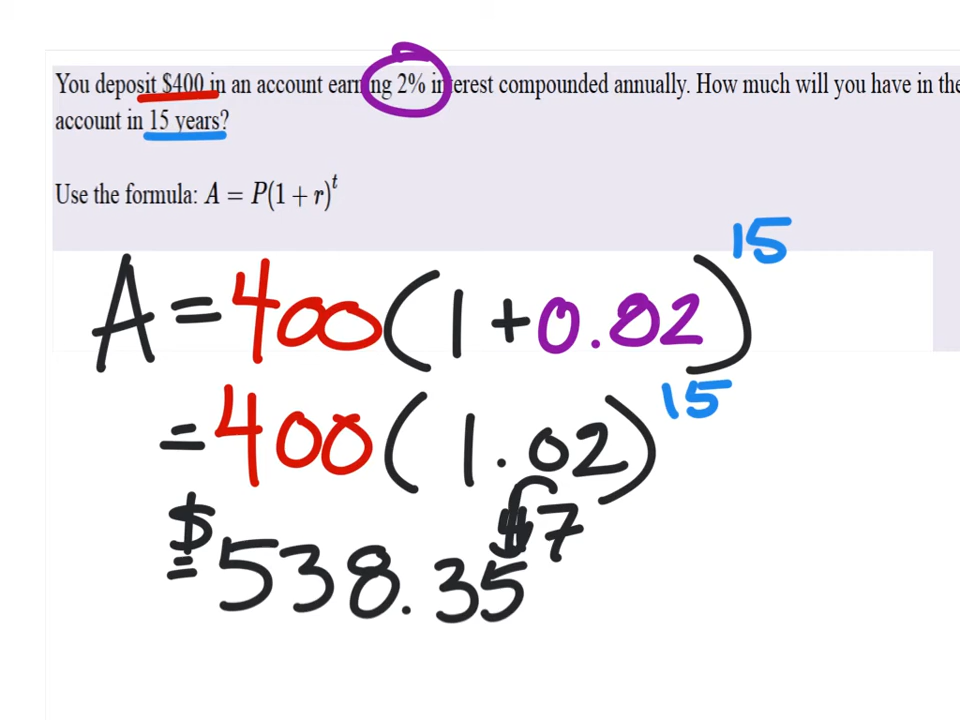 You deposit $400 in an account earning 2% interest compounded annually. How much will you have in the
account in 15 years?
Use the formula: A = P(1 + r)^t
A = 400(1 + 0.02)^15
= 400(1.02)^15
= $538.35 7